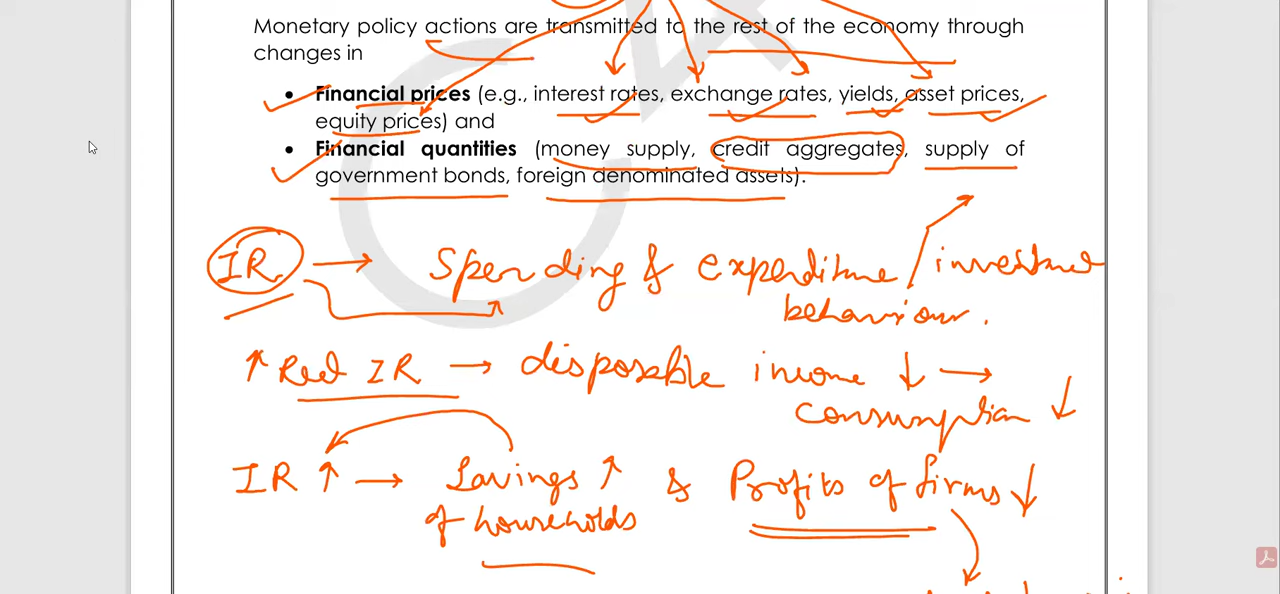 Monetary policy actions are transmitted to the rest of the economy through
changes in
• Financial prices (e.g., interest rates, exchange rates, yields, asset prices,
equity prices) and
• Financial quantities (money supply, credit aggregates, supply of
government bonds, foreign denominated assets).
IR → Spending & expenditure / investment
behaviour.
↑ Real IR → disposable income ↓ →
consumption ↓
IR ↑ → Savings ↑ & Profits of firms ↓
of households